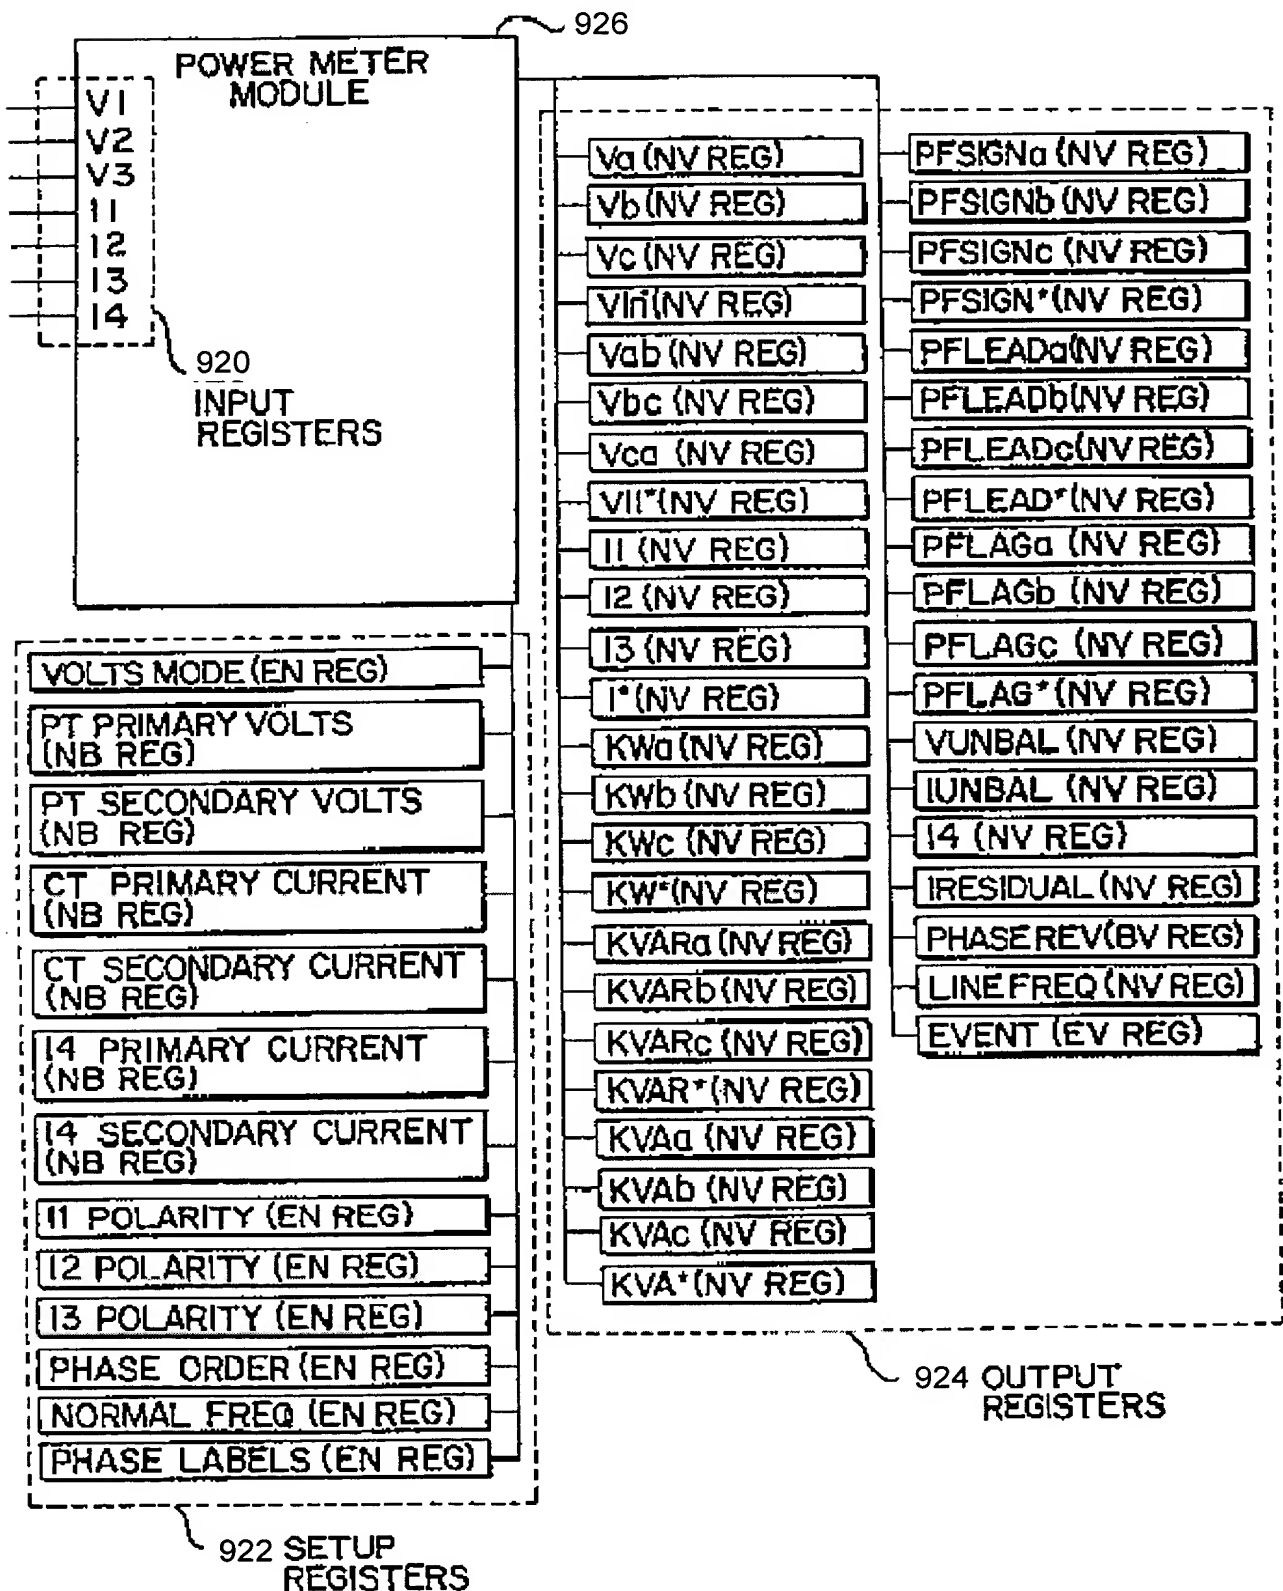 926
POWER METER
MODULE
V1
V2
V3
I1
I2
I3
I4
920
INPUT
REGISTERS
VOLTS MODE (EN REG)
PT PRIMARY VOLTS
(NB REG)
PT SECONDARY VOLTS
(NB REG)
CT PRIMARY CURRENT
(NB REG)
CT SECONDARY CURRENT
(NB REG)
I4 PRIMARY CURRENT
(NB REG)
I4 SECONDARY CURRENT
(NB REG)
I1 POLARITY (EN REG)
I2 POLARITY (EN REG)
I3 POLARITY (EN REG)
PHASE ORDER (EN REG)
NORMAL FREQ (EN REG)
PHASE LABELS (EN REG)
922 SETUP
REGISTERS
Va (NV REG)
Vb (NV REG)
Vc (NV REG)
Vln* (NV REG)
Vab (NV REG)
Vbc (NV REG)
Vca (NV REG)
Vll* (NV REG)
I1 (NV REG)
I2 (NV REG)
I3 (NV REG)
I* (NV REG)
KWa (NV REG)
KWb (NV REG)
KWc (NV REG)
KW* (NV REG)
KVARa (NV REG)
KVARb (NV REG)
KVARc (NV REG)
KVAR* (NV REG)
KVAa (NV REG)
KVAb (NV REG)
KVAc (NV REG)
KVA* (NV REG)
PFSIGNa (NV REG)
PFSIGNb (NV REG)
PFSIGNc (NV REG)
PFSIGN* (NV REG)
PFLEADa (NV REG)
PFLEADb (NV REG)
PFLEADc (NV REG)
PFLEAD* (NV REG)
PFLAGa (NV REG)
PFLAGb (NV REG)
PFLAGc (NV REG)
PFLAG* (NV REG)
VUNBAL (NV REG)
IUNBAL (NV REG)
I4 (NV REG)
IRESIDUAL (NV REG)
PHASE REV (BV REG)
LINE FREQ (NV REG)
EVENT (EV REG)
924 OUTPUT
REGISTERS